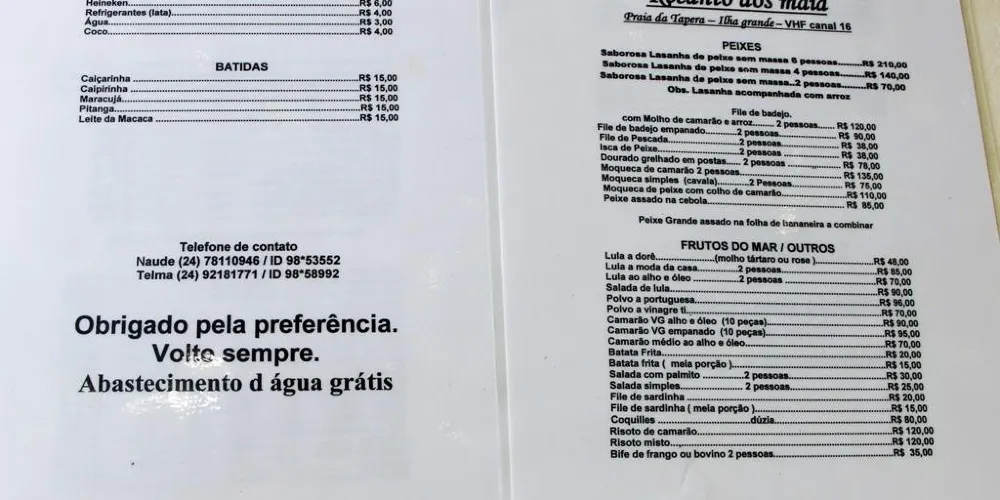 Heineken......R$ 6,00
Refrigerantes (lata)......R$ 4,00
Água......R$ 3,00
Coco......R$ 4,00
BATIDAS
Caiçarinha ......R$ 15,00
Caipirinha ......R$ 15,00
Maracujá......R$ 15,00
Pitanga......R$ 15,00
Leite da Macaca ......R$ 15,00
Telefone de contato
Naude (24) 78110946 / ID 98*53552
Telma (24) 92181771 / ID 98*58992
Obrigado pela preferência.
Volte sempre.
Abastecimento d água grátis
Recanto dos maia
Praia da Tapera – Ilha grande – VHF canal 16
PEIXES
Saborosa Lasanha de peixe sem massa 6 pessoas......R$ 210,00
Saborosa Lasanha de peixe sem massa 4 pessoas......R$ 140,00
Saborosa Lasanha de peixe sem massa..2 pessoas......R$ 70,00
Obs. Lasanha acompanhada com arroz
File de badejo,
com Molho de camarão e arroz...... 2 pessoas...... R$ 120,00
File de badejo empanado......2 pessoas...... R$ 90,00
File de Pescada......2 pessoas...... R$ 38,00
Isca de Peixe......2 pessoas ...... R$ 38,00
Dourado grelhado em postas..... 2 pessoas ...... R$ 78,00
Moqueca de camarão 2 pessoas......R$ 135,00
Moqueca simples (cavala)......2 Pessoas...... R$ 75,00
Moqueca de peixe com colho de camarão......R$ 110,00
Peixe assado na cebola...... R$ 85,00
Peixe Grande assado na folha de bananeira a combinar
FRUTOS DO MAR / OUTROS
Lula a dorê......(molho tártaro ou rose )......R$ 48,00
Lula a moda da casa......2 pessoas......R$ 85,00
Lula ao alho e óleo ......2 pessoas ......R$ 70,00
Salada de lula......R$ 90,00
Polvo a portuguesa......R$ 96,00
Polvo a vinagre ti......R$ 70,00
Camarão VG alho e óleo (10 peças)......R$ 90,00
Camarão VG empanado (10 peças)......R$ 95,00
Camarão médio ao alho e óleo......R$ 70,00
Batata Frita......R$ 20,00
Batata frita ( meia porção )......R$ 15,00
Salada com palmito ......2 pessoas......R$ 30,00
Salada simples...... 2 pessoas......R$ 25,00
File de sardinha ......R$ 20,00
File de sardinha ( meia porção )......R$ 15,00
Coquilles ......dúzia......R$ 80,00
Risoto de camarão......R$ 120,00
Risoto misto......R$ 120,00
Bife de frango ou bovino 2 pessoas......R$ 35,00